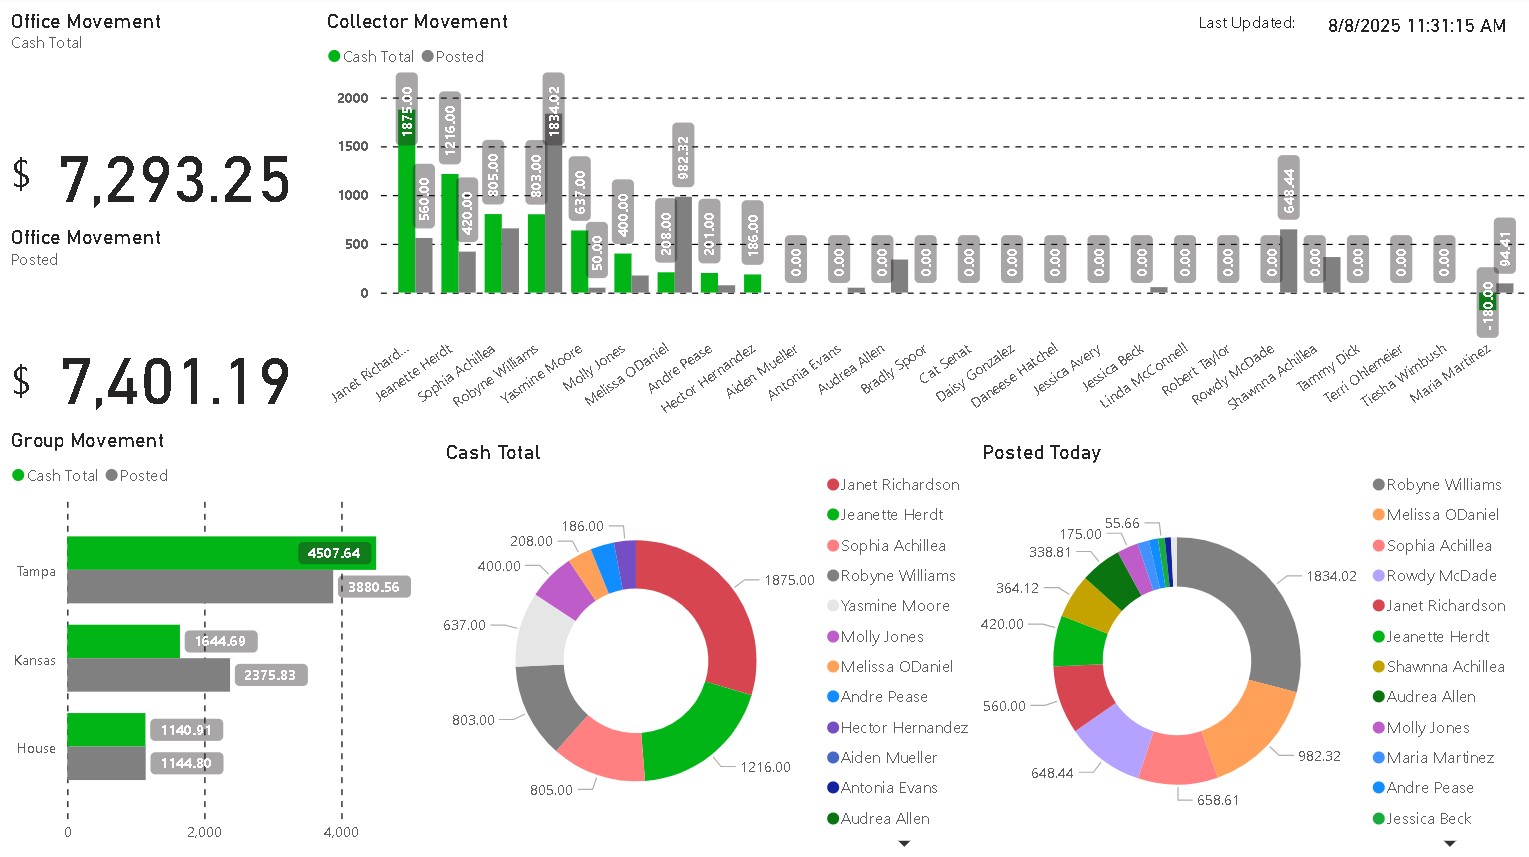 Office Movement
Cash Total
$ 7,293.25
Office Movement
Posted
$ 7,401.19
Collector Movement
Last Updated: 8/8/2025 11:31:15 AM
Cash Total Posted
2000
1500
1000
500
0
1875.00
560.00
1216.00
420.00
805.00
803.00
1834.02
637.00
50.00
400.00
208.00
982.32
201.00
186.00
0.00
0.00
0.00
0.00
0.00
0.00
0.00
0.00
0.00
0.00
0.00
0.00
648.44
0.00
0.00
0.00
0.00
-180.00
94.41
Janet Richard...
Jeanette Herdt
Sophia Achillea
Robyne Williams
Yasmine Moore
Molly Jones
Melissa ODaniel
Andre Pease
Hector Hernandez
Aiden Mueller
Antonia Evans
Audrea Allen
Bradly Spoor
Cat Senat
Daisy Gonzalez
Daneese Hatchel
Jessica Avery
Jessica Beck
Linda McConnell
Robert Taylor
Rowdy McDade
Shawnna Achillea
Tammy Dick
Terri Ohlemeier
Tiesha Wimbush
Maria Martinez
Group Movement
Cash Total Posted
Tampa
4507.64
3880.56
Kansas
1644.69
2375.83
House
1140.91
1144.80
0 2,000 4,000
Cash Total
186.00
208.00
400.00
637.00
803.00
805.00
1216.00
1875.00
Janet Richardson
Jeanette Herdt
Sophia Achillea
Robyne Williams
Yasmine Moore
Molly Jones
Melissa ODaniel
Andre Pease
Hector Hernandez
Aiden Mueller
Antonia Evans
Audrea Allen
Posted Today
55.66
175.00
338.81
364.12
420.00
560.00
648.44
658.61
982.32
1834.02
Robyne Williams
Melissa ODaniel
Sophia Achillea
Rowdy McDade
Janet Richardson
Jeanette Herdt
Shawnna Achillea
Audrea Allen
Molly Jones
Maria Martinez
Andre Pease
Jessica Beck